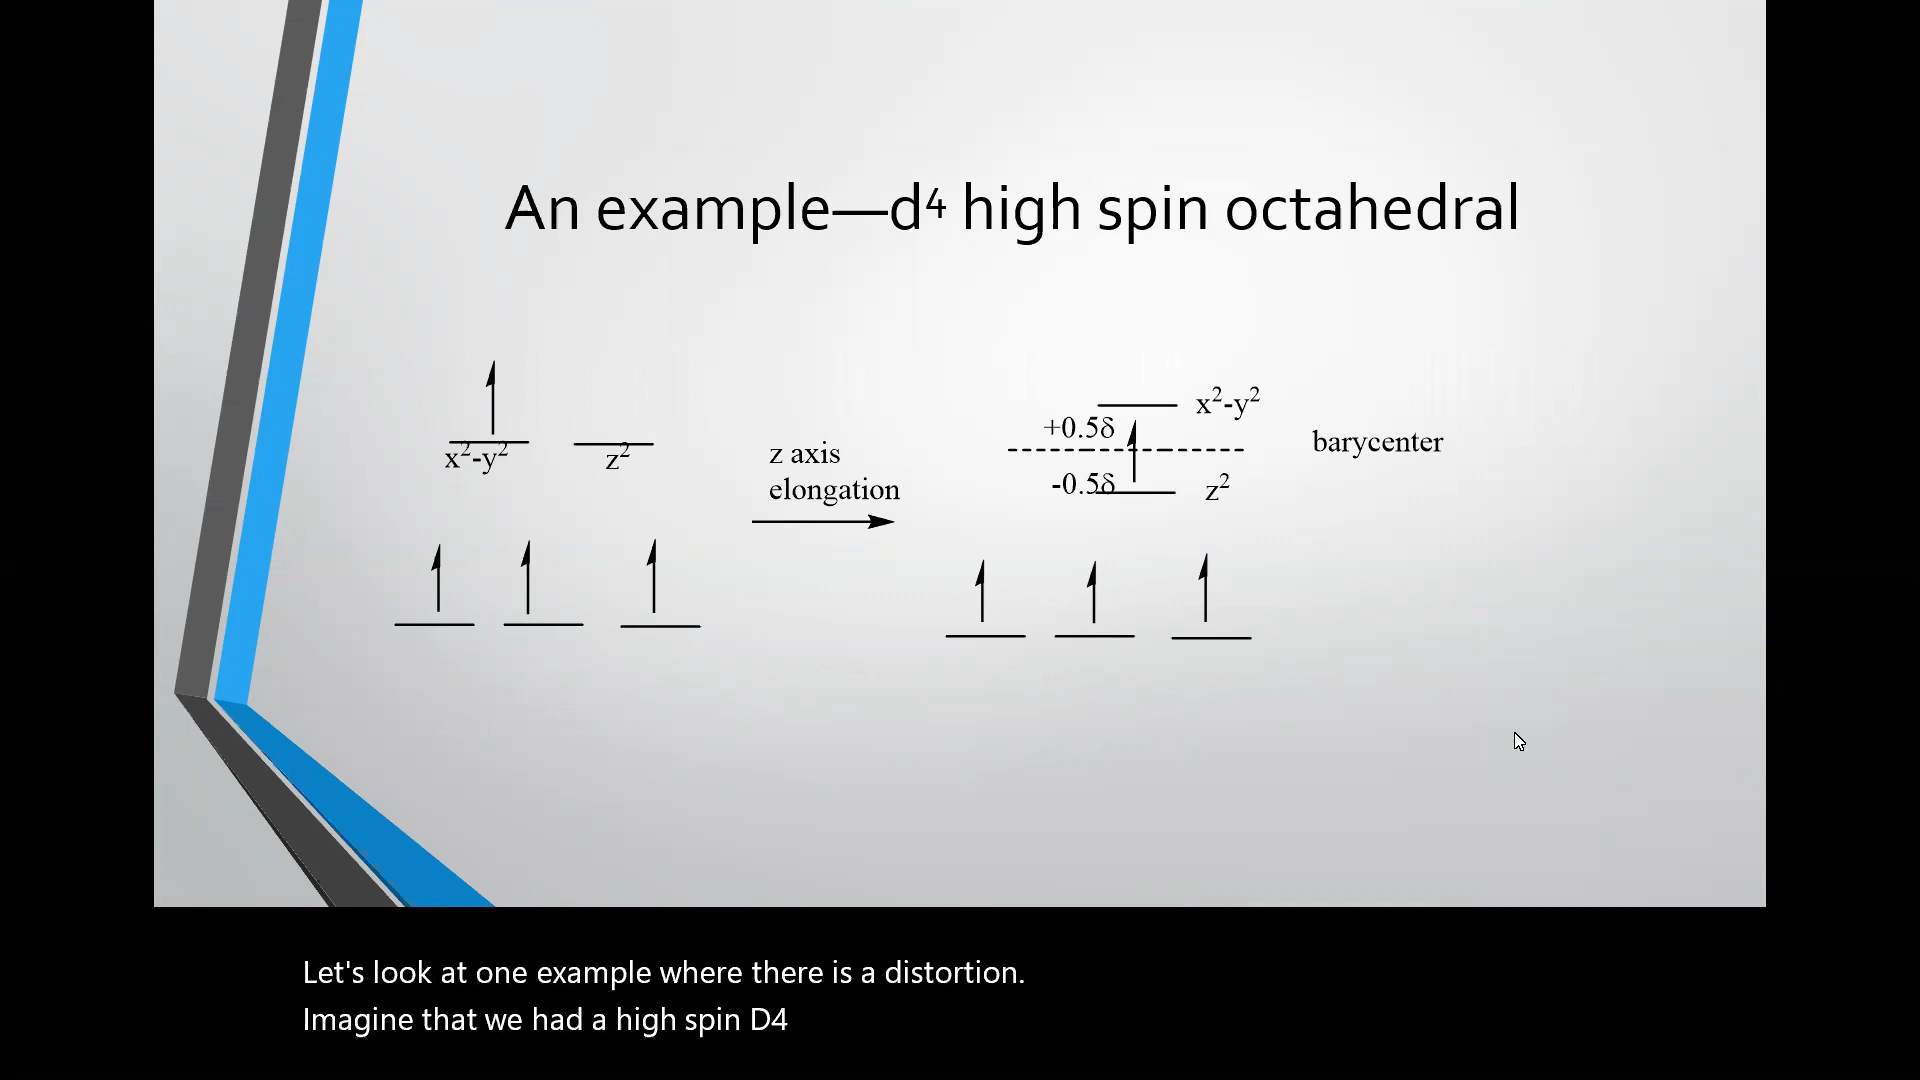 An example—d⁴ high spin octahedral
x²-y²
z²
z axis
elongation
x²-y²
+0.5δ
barycenter
-0.5δ
z²
Let's look at one example where there is a distortion.
Imagine that we had a high spin D4